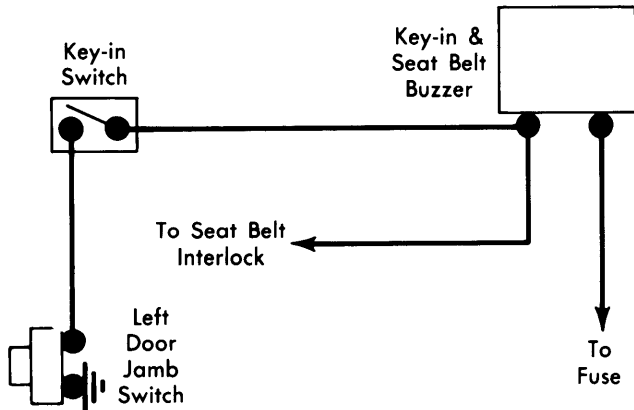 Key-in
Switch
Key-in &
Seat Belt
Buzzer
To Seat Belt
Interlock
Left
Door
Jamb
Switch
To
Fuse